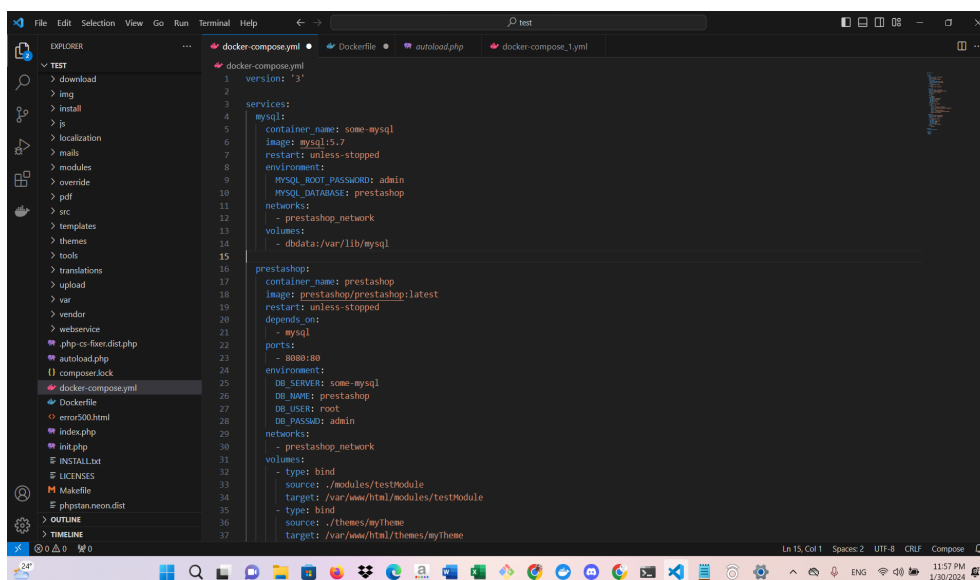 File Edit Selection View Go Run Terminal Help
test
EXPLORER
docker-compose.yml
Dockerfile
autoload.php
docker-compose_1.yml
TEST
download
img
install
js
localization
mails
modules
override
pdf
src
templates
themes
tools
translations
upload
var
vendor
webservice
.php-cs-fixer.dist.php
autoload.php
composer.lock
docker-compose.yml
Dockerfile
error500.html
index.php
init.php
INSTALL.txt
LICENSES
Makefile
phpstan.neon.dist
OUTLINE
TIMELINE
docker-compose.yml
1 version: '3'
2
3 services:
4 mysql:
5 container_name: some-mysql
6 image: mysql:5.7
7 restart: unless-stopped
8 environment:
9 MYSQL_ROOT_PASSWORD: admin
10 MYSQL_DATABASE: prestashop
11 networks:
12 - prestashop_network
13 volumes:
14 - dbdata:/var/lib/mysql
15
16 prestashop:
17 container_name: prestashop
18 image: prestashop/prestashop:latest
19 restart: unless-stopped
20 depends_on:
21 - mysql
22 ports:
23 - 8080:80
24 environment:
25 DB_SERVER: some-mysql
26 DB_NAME: prestashop
27 DB_USER: root
28 DB_PASSWD: admin
29 networks:
30 - prestashop_network
31 volumes:
32 - type: bind
33 source: ./modules/testModule
34 target: /var/www/html/modules/testModule
35 - type: bind
36 source: ./themes/myTheme
37 target: /var/www/html/themes/myTheme
0 0 0
Ln 15, Col 1 Spaces: 2 UTF-8 CRLF Compose
24°
ENG
11:57 PM